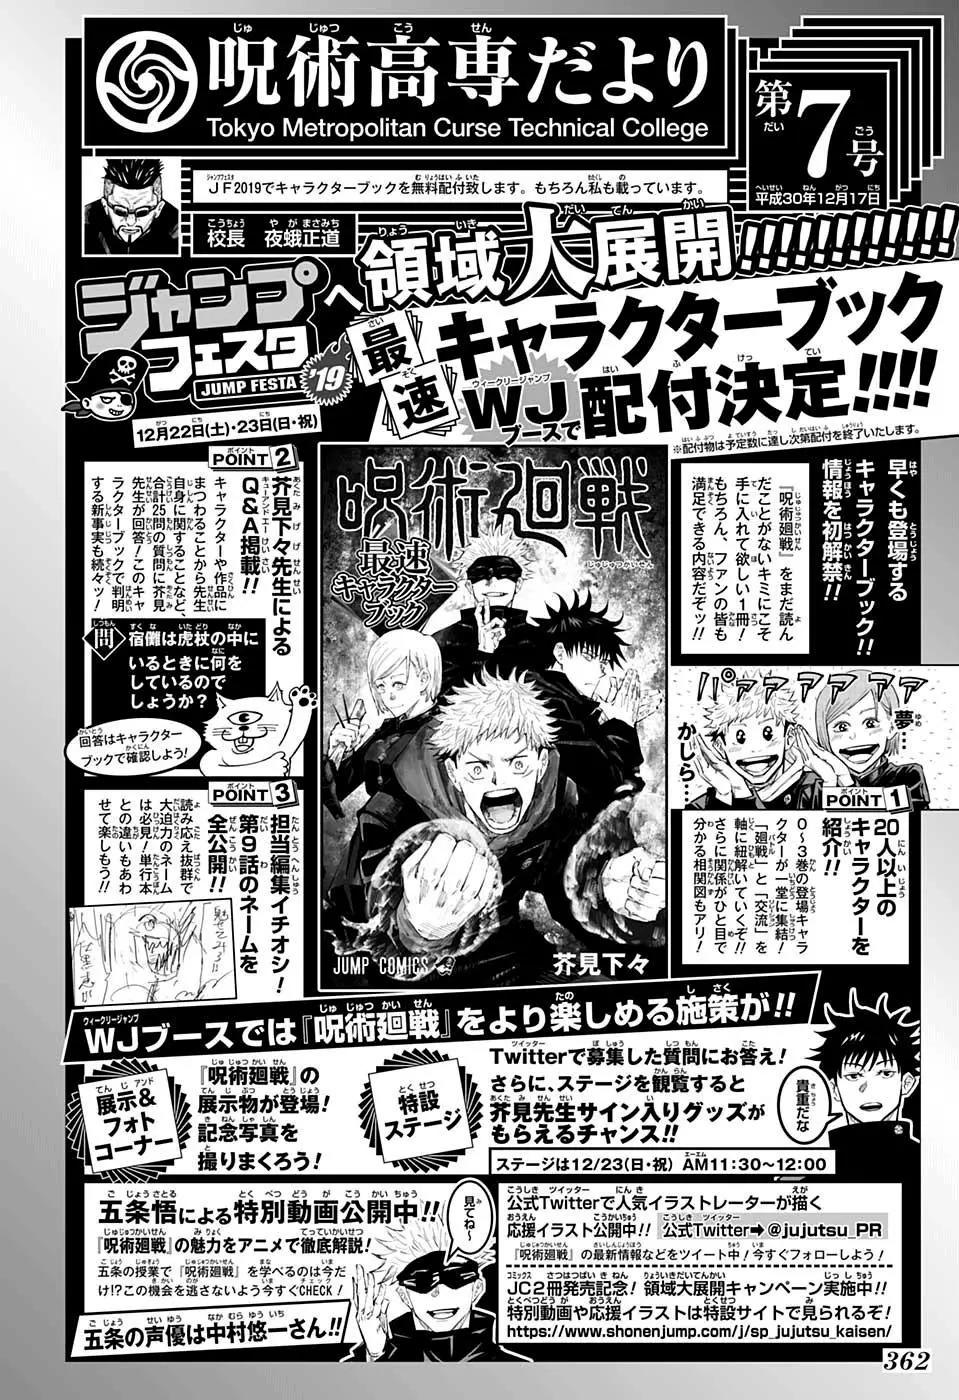 呪術高専だより
Tokyo Metropolitan Curse Technical College
第7号
平成30年12月17日
JF2019でキャラクターブックを無料配付致します。もちろん私も載っています。
校長 夜蛾正道
ジャンプフェスタ
JUMP FESTA '19
へ領域大展開!!!!!!!!!!!!
12月22日(土)・23日(日・祝)
最速キャラクターブック
WJブースで配付決定!!!!
※配付物は予定数に達し次第配付を終了いたします。
早くも登場する
キャラクターブック!!
情報を初解禁!!
『呪術廻戦』をまだ読ん
だことがないキミにこそ
手に入れて欲しい1冊!
もちろん、ファンの皆も
満足できる内容だぞッ!
呪術廻戦
じゅじゅつかいせん
最速
キャラクター
ブック
JUMP COMICS
芥見下々
パァァァァァァ
夢…
かしら…
POINT 1
20人以上の
キャラクターを
紹介!!
0〜3巻の登場キャラ
クターが一堂に集結!
「廻戦」と「交流」を
軸に紐解いていくぞ!!
さらに関係がひと目で
分かる相関図もアリ!
POINT 2
芥見下々先生による
Q&A掲載!!
キャラクターや作品に
まつわることから先生
自身に関することなど、
合計25問の質問に芥見
先生が回答!このキャ
ラクターブックで判明
する新事実も続々ッ!
問
宿儺は虎杖の中に
いるときに何を
しているので
しょうか?
回答はキャラクター
ブックで確認しよう!
POINT 3
担当編集イチオシ!
第9話のネームを
全公開!!
読み応え抜群で
大迫力のネーム
は必見!単行本
との違いもあわ
せて楽しもう!!
魅せてみろ!!
WJブースでは『呪術廻戦』をより楽しめる施策が!!
展示&
フォト
コーナー
『呪術廻戦』の
展示物が登場!
記念写真を
撮りまくろう!
特設
ステージ
Twitterで募集した質問にお答え!
さらに、ステージを観覧すると
芥見先生サイン入りグッズが
もらえるチャンス!!
ステージは12/23(日・祝) AM11:30〜12:00
貴重だな
五条悟による特別動画公開中!!
『呪術廻戦』の魅力をアニメで徹底解説!
五条の授業で『呪術廻戦』を学べるのは今だ
け!?この機会を逃さないよう今すぐCHECK!
五条の声優は中村悠一さん!!
見てね〜
公式Twitterで人気イラストレーターが描く
応援イラスト公開中!!
公式Twitter➔@jujutsu_PR
『呪術廻戦』の最新情報などをツイート中!今すぐフォローしよう!
JC2冊発売記念!領域大展開キャンペーン実施中!!
特別動画や応援イラストは特設サイトで見られるぞ!
https://www.shonenjump.com/j/sp_jujutsu_kaisen/
362